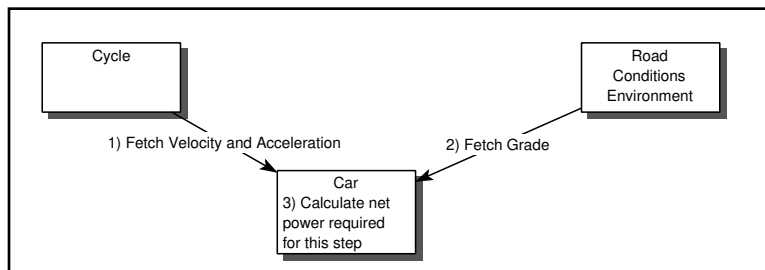 Cycle
Road
Conditions
Environment
1) Fetch Velocity and Acceleration
2) Fetch Grade
Car
3) Calculate net
power required
for this step